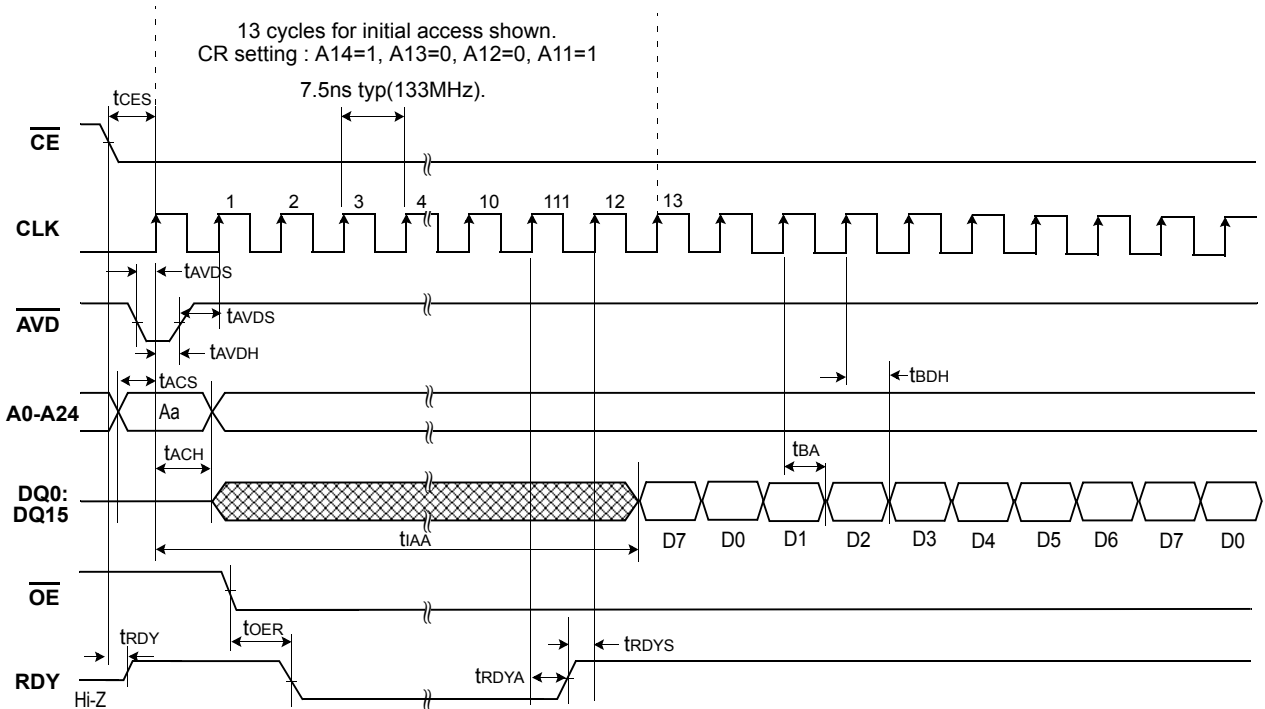 13 cycles for initial access shown.
CR setting : A14=1, A13=0, A12=0, A11=1
7.5ns typ(133MHz).
tCES
CE
CLK
1 2 3 4 10 111 12 13
tAVDS
AVD
tAVDS
tAVDH
tACS
tBDH
A0-A24
Aa
tACH
tBA
DQ0:
DQ15
tIAA
D7 D0 D1 D2 D3 D4 D5 D6 D7 D0
OE
tOER
tRDY
tRDYS
tRDYA
RDY
Hi-Z